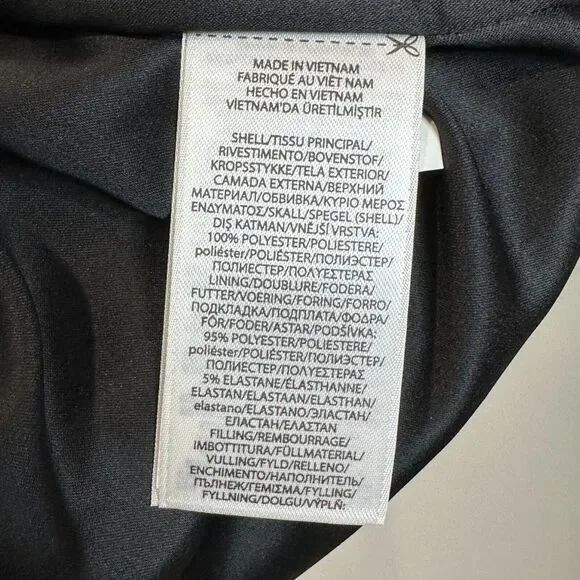 MADE IN VIETNAM
FABRIQUÉ AU VIÊT NAM
HECHO EN VIETNAM
VİETNAM'DA ÜRETİLMİŞTİR
SHELL/TISSU PRINCIPAL/
RIVESTIMENTO/BOVENSTOF/
KROPSSTYKKE/TELA EXTERIOR/
CAMADA EXTERNA/ВЕРХНИЙ
МАТЕРИАЛ/ОБВИВКА/ΚΥΡΙΟ ΜΕΡΟΣ
ΕΝΔΥΜΑΤΟΣ/SKALL/SPEGEL (SHELL)/
DIŞ KATMAN/VNĚJŠÍ VRSTVA:
100% POLYESTER/POLIESTERE/
poliéster/POLIÉSTER/ПОЛИЭСТЕР/
ПОЛИЕСТЕР/ΠΟΛΥΕΣΤΕΡΑΣ
LINING/DOUBLURE/FODERA/
FUTTER/VOERING/FORING/FORRO/
ПОДКЛАДКА/ПОДПЛАТА/ΦΟΔΡΑ/
FÖR/FODER/ASTAR/PODŠÍVKA:
95% POLYESTER/POLIESTERE/
poliéster/POLIÉSTER/ПОЛИЭСТЕР/
ПОЛИЕСТЕР/ΠΟΛΥΕΣΤΕΡΑΣ
5% ELASTANE/ÉLASTHANNE/
ELASTAN/ELASTAAN/ELASTHAN/
elastano/ELASTANO/ЭЛАСТАН/
ЕЛАСТАН/ΕΛΑΣΤΑΝ
FILLING/REMBOURRAGE/
IMBOTTITURA/FÜLLMATERIAL/
VULLING/FYLD/RELLENO/
ENCHIMENTO/НАПОЛНИТЕЛЬ/
ПЪЛНЕЖ/ΓΕΜΙΣΜΑ/FYLLING/
FYLLNING/DOLGU/VÝPLŇ: